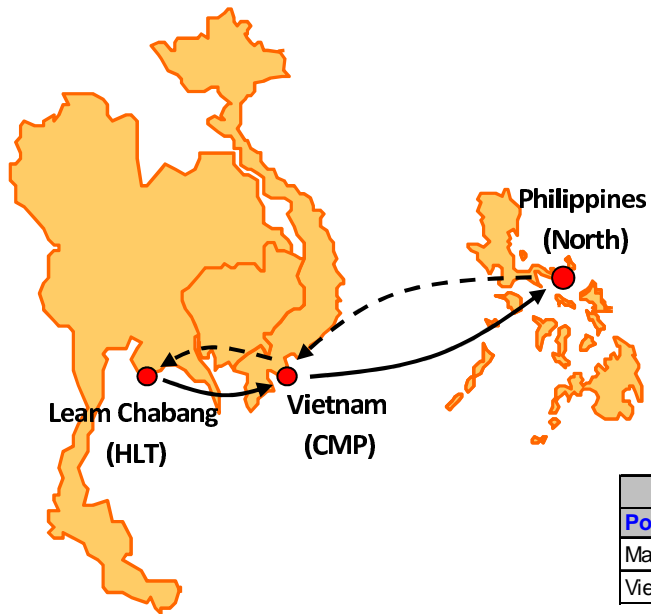 Philippines
(North)
Leam Chabang
(HLT)
Vietnam
(CMP)